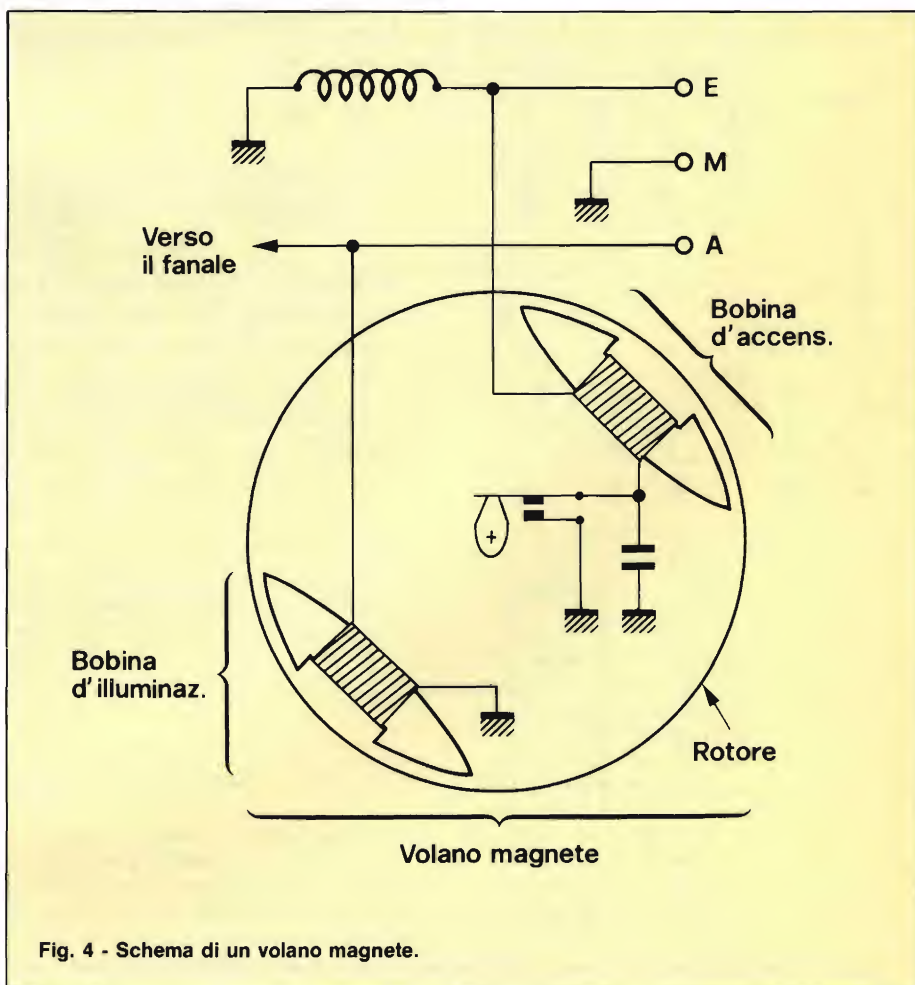 E
M
A
Verso
il fanale
Bobina
d'accens.
+
Bobina
d'illuminaz.
Rotore
Volano magnete
Fig. 4 - Schema di un volano magnete.